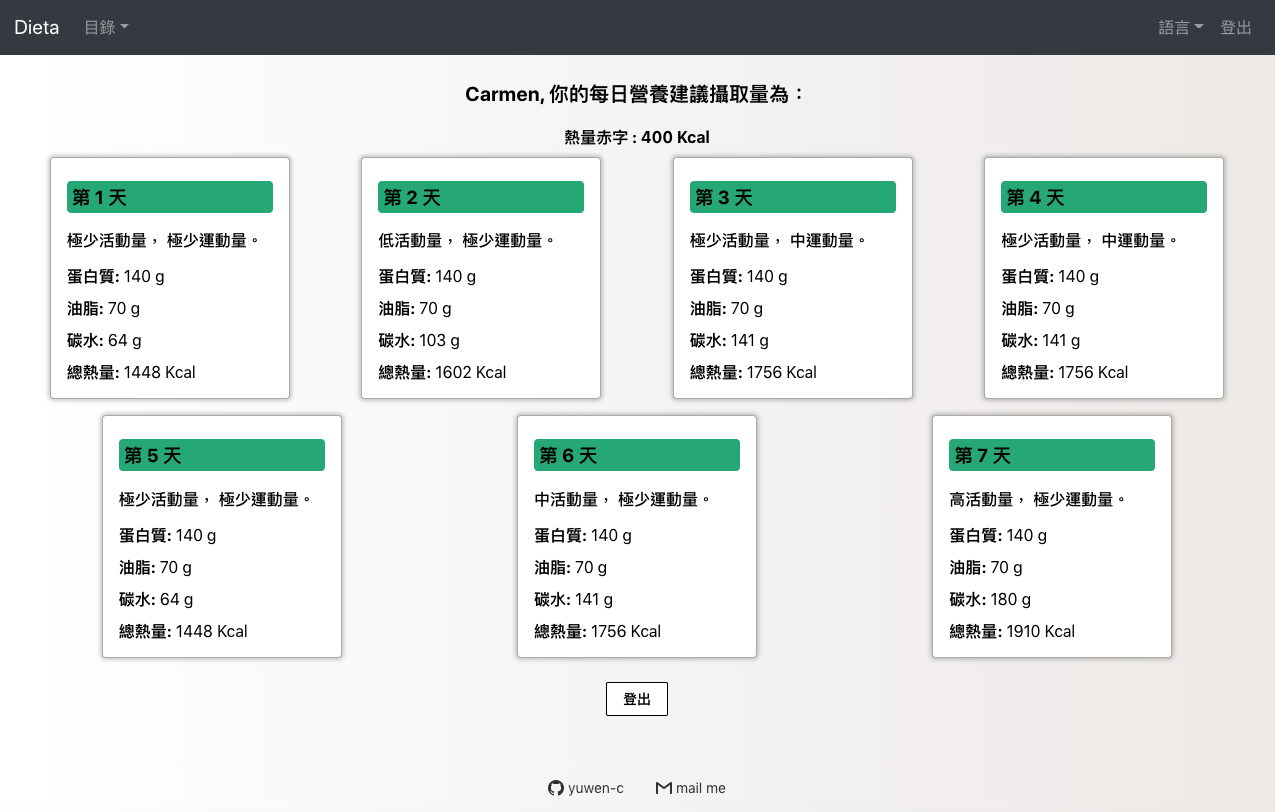 Dieta 目錄 語言 登出
Carmen, 你的每日營養建議攝取量為：
熱量赤字 : 400 Kcal
第 1 天
極少活動量， 極少運動量。
蛋白質: 140 g
油脂: 70 g
碳水: 64 g
總熱量: 1448 Kcal
第 2 天
低活動量， 極少運動量。
蛋白質: 140 g
油脂: 70 g
碳水: 103 g
總熱量: 1602 Kcal
第 3 天
極少活動量， 中運動量。
蛋白質: 140 g
油脂: 70 g
碳水: 141 g
總熱量: 1756 Kcal
第 4 天
極少活動量， 中運動量。
蛋白質: 140 g
油脂: 70 g
碳水: 141 g
總熱量: 1756 Kcal
第 5 天
極少活動量， 極少運動量。
蛋白質: 140 g
油脂: 70 g
碳水: 64 g
總熱量: 1448 Kcal
第 6 天
中活動量， 極少運動量。
蛋白質: 140 g
油脂: 70 g
碳水: 141 g
總熱量: 1756 Kcal
第 7 天
高活動量， 極少運動量。
蛋白質: 140 g
油脂: 70 g
碳水: 180 g
總熱量: 1910 Kcal
登出
yuwen-c mail me